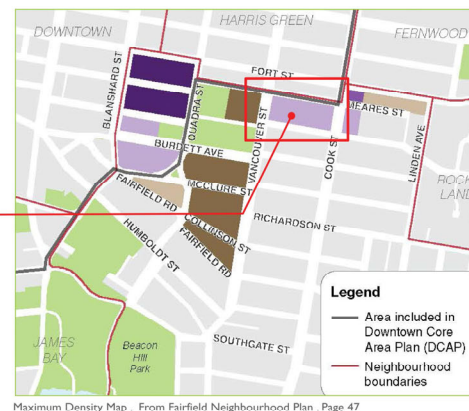 DOWNTOWN
HARRIS GREEN
FERNWOOD
FORT ST
BLANSHARD ST
QUADRA ST
VANCOUVER ST
MEARES ST
COOK ST
LINDEN AVE
BURDETT AVE
ROCK
LAND
MCCLURE ST
FAIRFIELD RD
COLLINSON ST
RICHARDSON ST
HUMBOLDT ST
FAIRFIELD RD
SOUTHGATE ST
JAMES
BAY
Beacon
Hill
Park
Legend
Area included in
Downtown Core
Area Plan (DCAP)
Neighbourhood
boundaries
Maximum Density Map . From Fairfield Neighbourhood Plan . Page 47